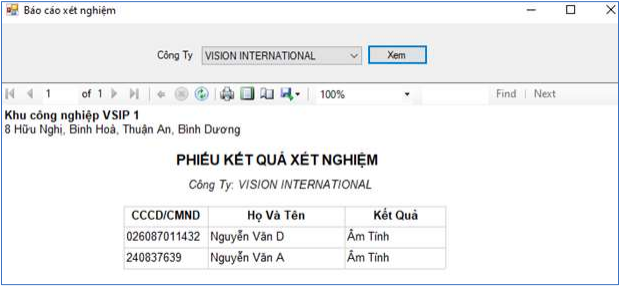 Báo cáo xét nghiệm
Công Ty VISION INTERNATIONAL Xem
1 of 1 100% Find | Next
Khu công nghiệp VSIP 1
8 Hữu Nghị, Bình Hoà, Thuận An, Bình Dương
PHIẾU KẾT QUẢ XÉT NGHIỆM
Công Ty: VISION INTERNATIONAL
CCCD/CMND Họ Và Tên Kết Quả
026087011432 Nguyễn Văn D Âm Tính
240837639 Nguyễn Văn A Âm Tính